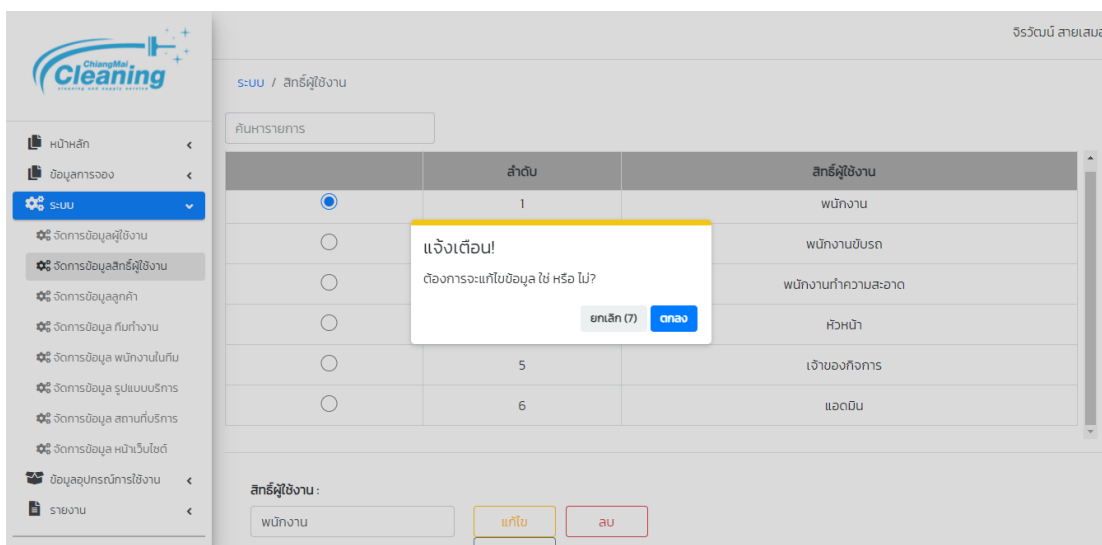 จิรวัฒน์ สายเสมอ
ChiangMai
Cleaning
cleaning and supply service
ระบบ / สิทธิ์ผู้ใช้งาน
ค้นหารายการ
หน้าหลัก
ข้อมูลการจอง
ระบบ
จัดการข้อมูลผู้ใช้งาน
จัดการข้อมูลสิทธิ์ผู้ใช้งาน
จัดการข้อมูลลูกค้า
จัดการข้อมูล ทีมทำงาน
จัดการข้อมูล พนักงานในทีม
จัดการข้อมูล รูปแบบบริการ
จัดการข้อมูล สถานที่บริการ
จัดการข้อมูล หน้าเว็บไซต์
ข้อมูลอุปกรณ์การใช้งาน
รายงาน
ลำดับ สิทธิ์ผู้ใช้งาน
1 พนักงาน
พนักงานขับรถ
พนักงานทำความสะอาด
หัวหน้า
5 เจ้าของกิจการ
6 แอดมิน
แจ้งเตือน!
ต้องการจะแก้ไขข้อมูล ใช่ หรือ ไม่?
ยกเลิก (7) ตกลง
สิทธิ์ผู้ใช้งาน :
พนักงาน แก้ไข ลบ